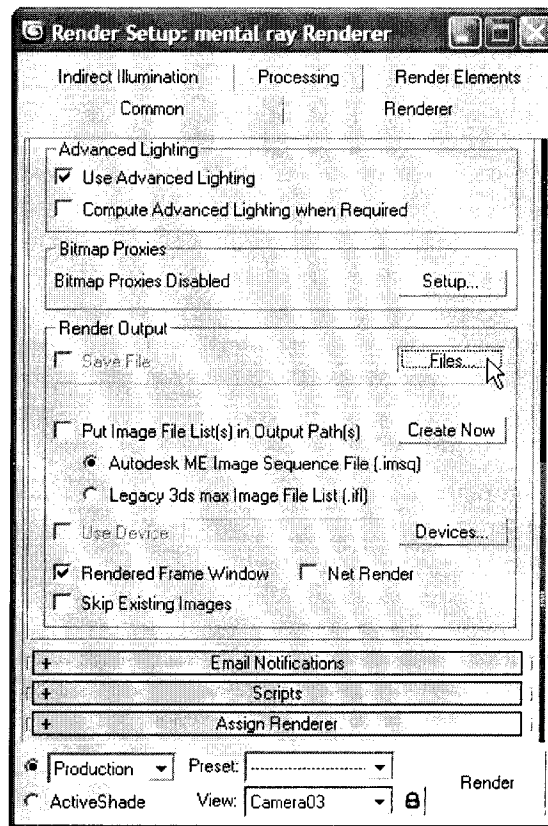 Render Setup: mental ray Renderer
Indirect Illumination Processing Render Elements
Common Renderer
Advanced Lighting
Use Advanced Lighting
Compute Advanced Lighting when Required
Bitmap Proxies
Bitmap Proxies Disabled Setup...
Render Output
Save File Files...
Put Image File List(s) in Output Path(s) Create Now
Autodesk ME Image Sequence File (.imsq)
Legacy 3ds max Image File List (.ifl)
Use Device Devices...
Rendered Frame Window Net Render
Skip Existing Images
+ Email Notifications
+ Scripts
+ Assign Renderer
Production Preset: --------------------
ActiveShade View: Camera03 Render